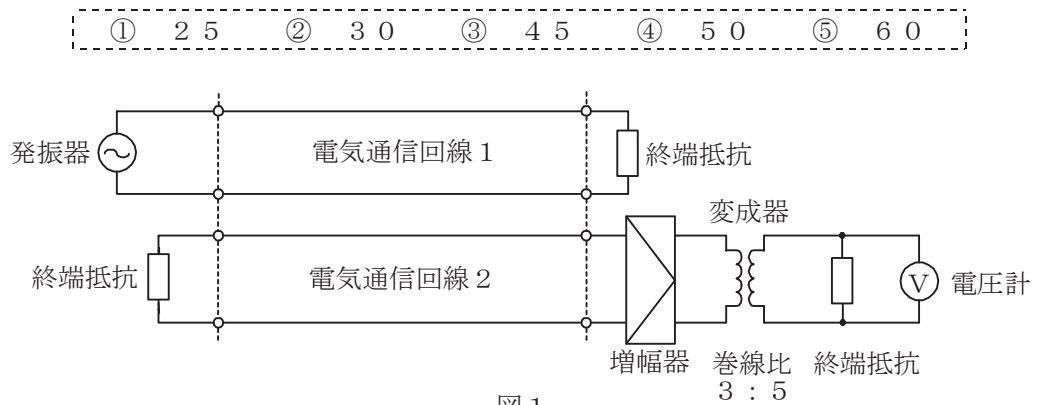 ① 25 ② 30 ③ 45 ④ 50 ⑤ 60
発振器
電気通信回線1
終端抵抗
変成器
終端抵抗
電気通信回線2
V
電圧計
増幅器
巻線比
3:5
終端抵抗
図1